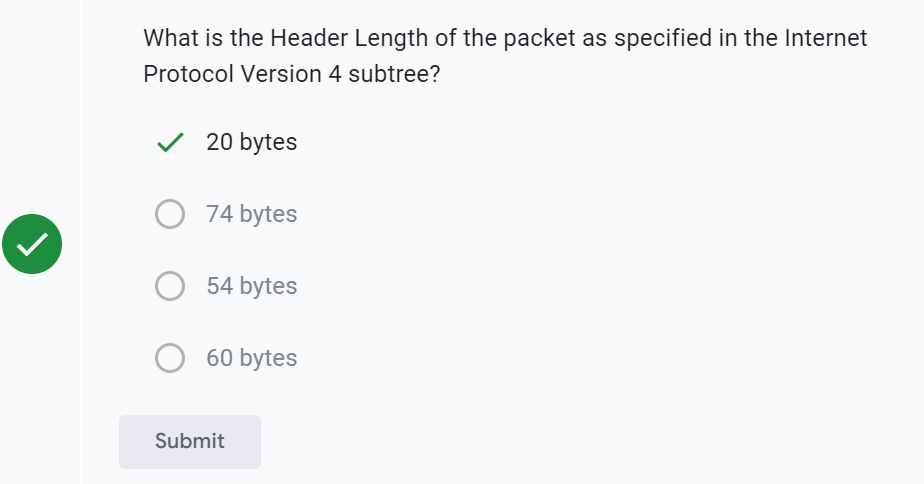 What is the Header Length of the packet as specified in the Internet
Protocol Version 4 subtree?
20 bytes
74 bytes
54 bytes
60 bytes
Submit